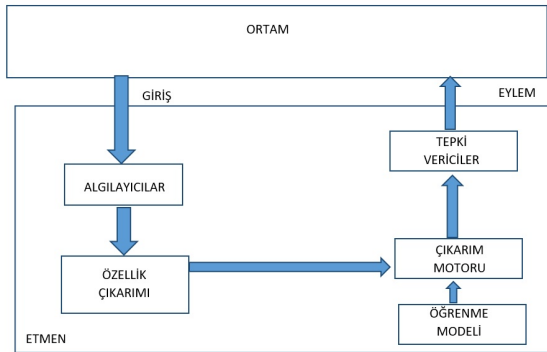 ORTAM
GİRİŞ
EYLEM
TEPKİ
VERİCİLER
ALGILAYICILAR
ÖZELLİK
ÇIKARIMI
ÇIKARIM
MOTORU
ÖĞRENME
MODELİ
ETMEN